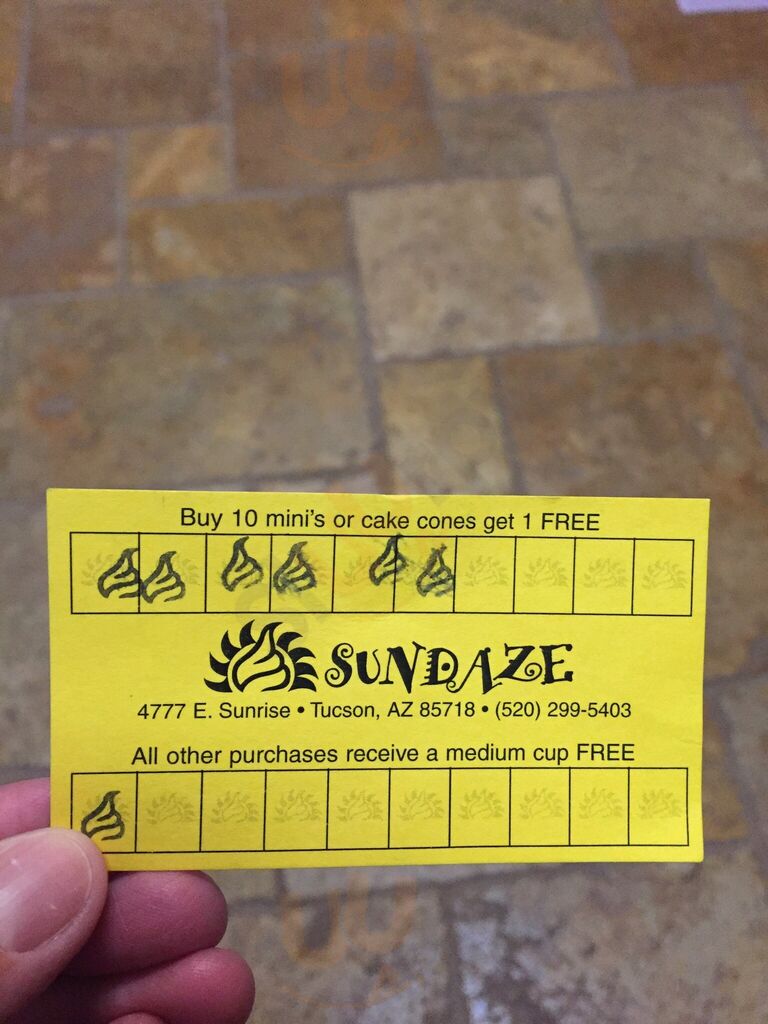 Buy 10 mini's or cake cones get 1 FREE
SUNDAZE
4777 E. Sunrise • Tucson, AZ 85718 • (520) 299-5403
All other purchases receive a medium cup FREE